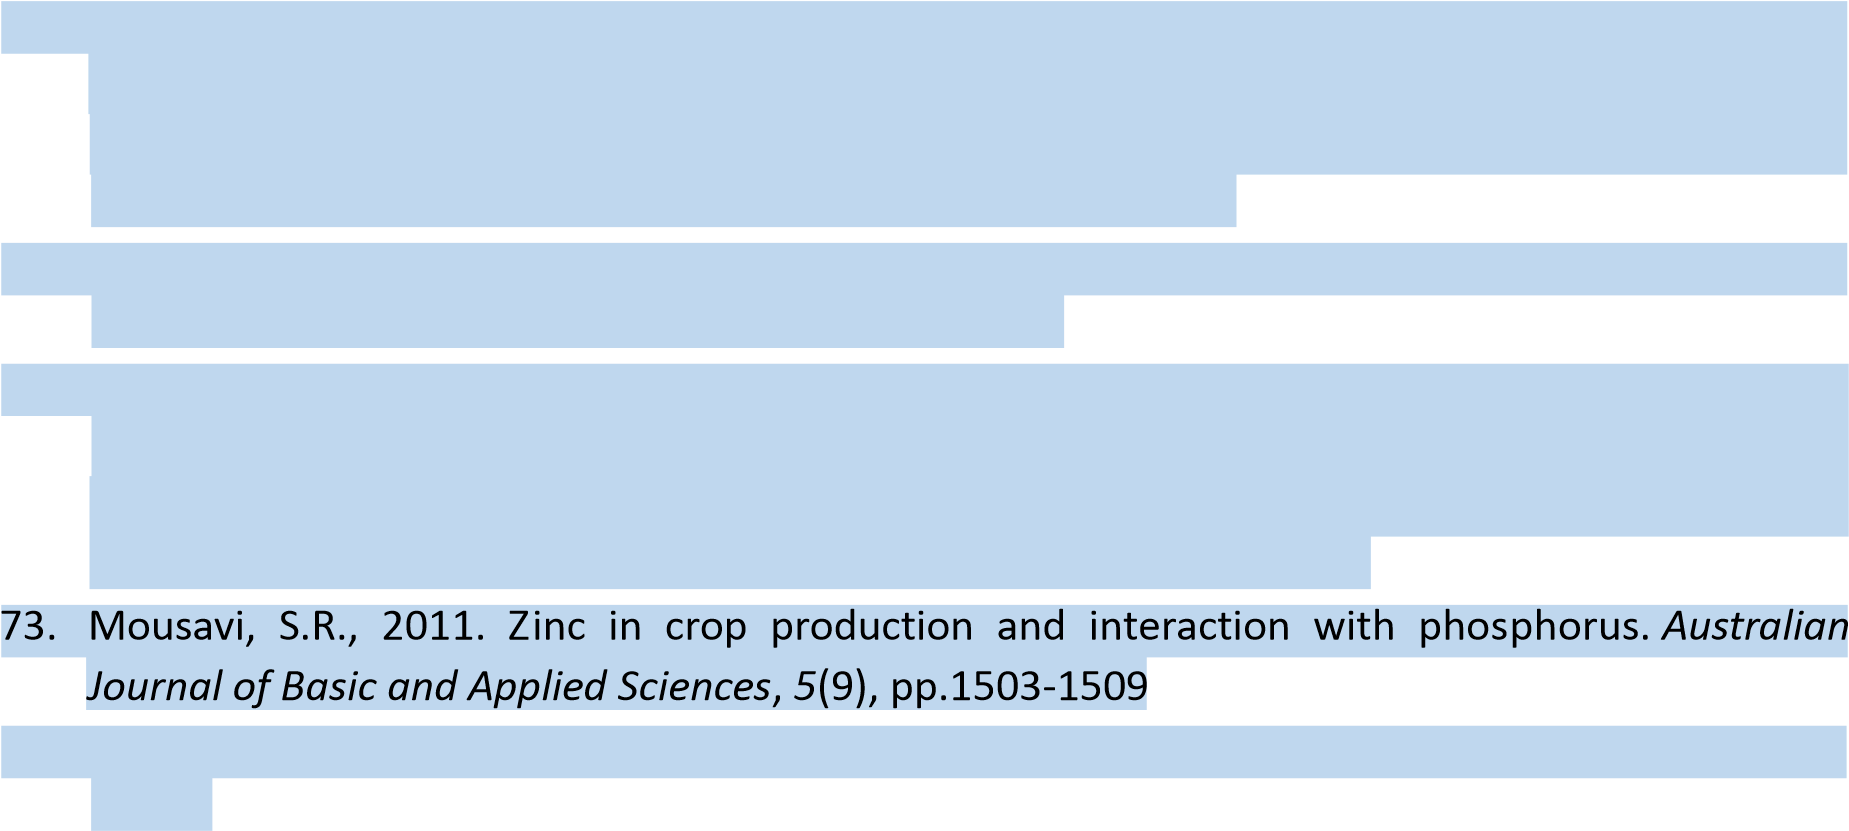 73. Mousavi, S.R., 2011. Zinc in crop production and interaction with phosphorus. Australian
Journal of Basic and Applied Sciences, 5(9), pp.1503-1509